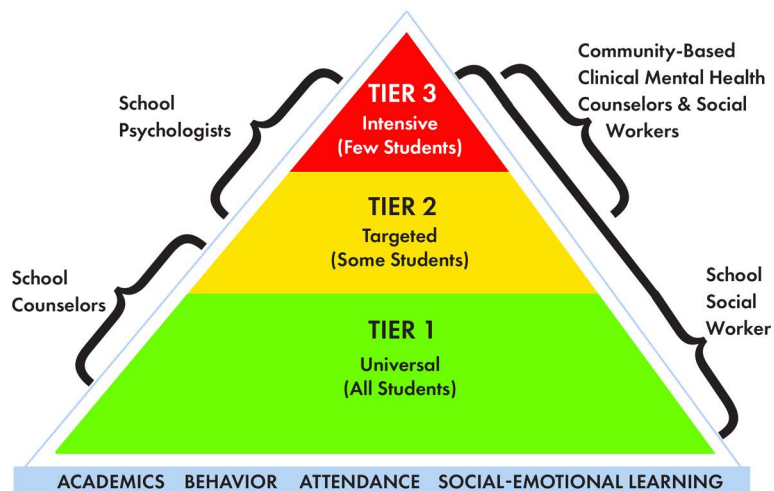 TIER 3
Intensive
(Few Students)
School
Psychologists
Community-Based
Clinical Mental Health
Counselors & Social
Workers
TIER 2
Targeted
(Some Students)
School
Counselors
School
Social
Worker
TIER 1
Universal
(All Students)
ACADEMICS BEHAVIOR ATTENDANCE SOCIAL-EMOTIONAL LEARNING